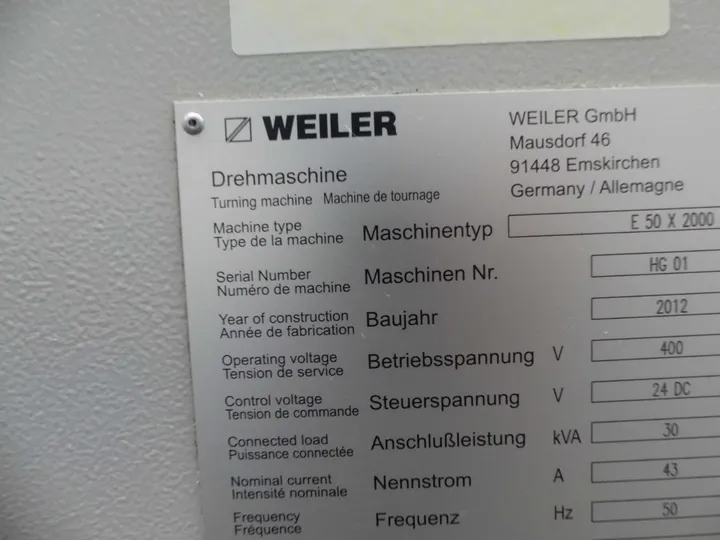 WEILER
WEILER GmbH
Mausdorf 46
91448 Emskirchen
Germany / Allemagne
Drehmaschine
Turning machine Machine de tournage
Machine type
Type de la machine
Maschinentyp
E 50 X 2000
Serial Number
Numéro de machine
Maschinen Nr.
HG 01
Year of construction
Année de fabrication
Baujahr
2012
Operating voltage
Tension de service
Betriebsspannung V
400
Control voltage
Tension de commande
Steuerspannung V
24 DC
Connected load
Puissance connectée
Anschlußleistung kVA
30
Nominal current
Intensité nominale
Nennstrom A
43
Frequency
Fréquence
Frequenz Hz
50